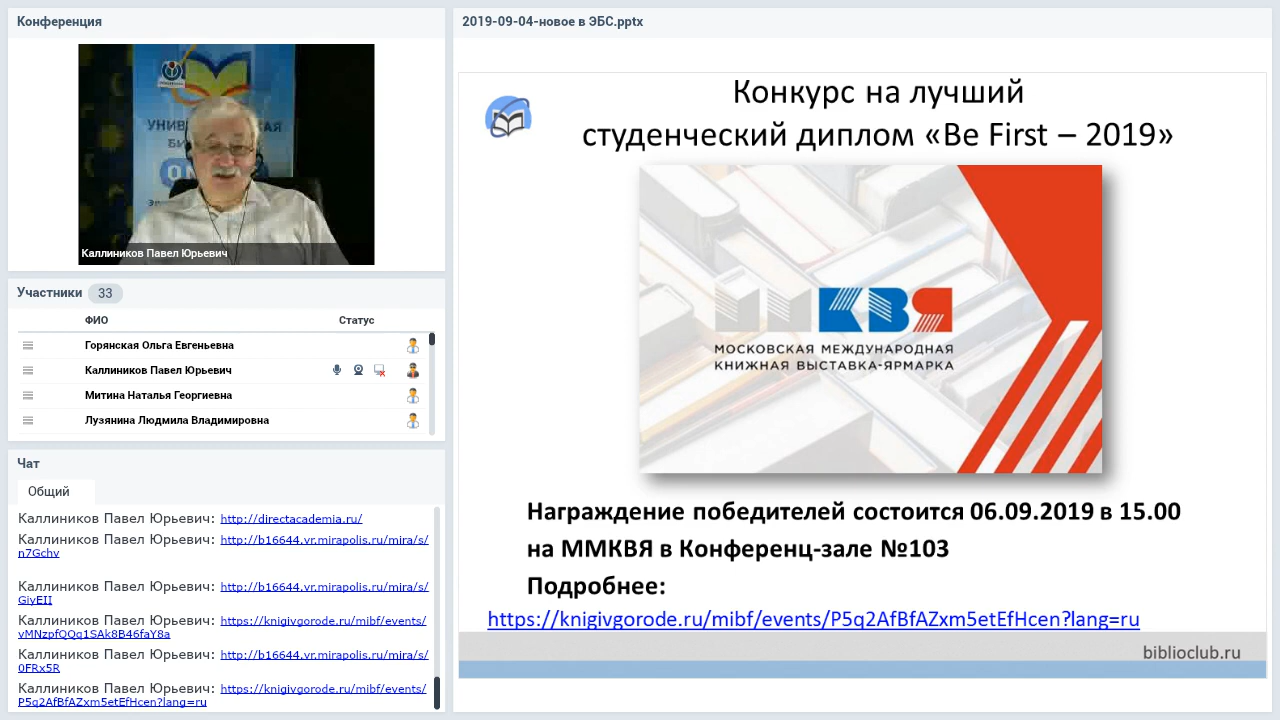 Конференция
УНИВ
КАЯ
Каллиников Павел Юрьевич
Участники 33
ФИО Статус
Горянская Ольга Евгеньевна
Каллиников Павел Юрьевич
Митина Наталья Георгиевна
Лузянина Людмила Владимировна
Чат
Общий
Каллиников Павел Юрьевич: http://directacademia.ru/
Каллиников Павел Юрьевич: http://b16644.vr.mirapolis.ru/mira/s/
n7Gchv
Каллиников Павел Юрьевич: http://b16644.vr.mirapolis.ru/mira/s/
GiyEII
Каллиников Павел Юрьевич: https://knigivgorode.ru/mibf/events/
vMNzpfQQq1SAk8B46faY8a
Каллиников Павел Юрьевич: http://b16644.vr.mirapolis.ru/mira/s/
0FRx5R
Каллиников Павел Юрьевич: https://knigivgorode.ru/mibf/events/
P5q2AfBfAZxm5etEfHcen?lang=ru
2019-09-04-новое в ЭБС.pptx
Конкурс на лучший
студенческий диплом «Be First – 2019»
ММКВЯ
МОСКОВСКАЯ МЕЖДУНАРОДНАЯ
КНИЖНАЯ ВЫСТАВКА-ЯРМАРКА
Награждение победителей состоится 06.09.2019 в 15.00
на ММКВЯ в Конференц-зале №103
Подробнее:
https://knigivgorode.ru/mibf/events/P5q2AfBfAZxm5etEfHcen?lang=ru
biblioclub.ru